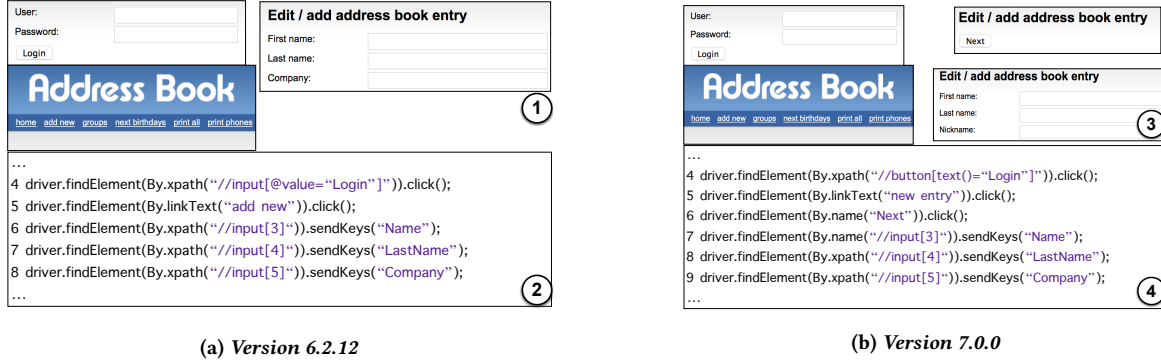 User:
Password:
Login
Edit / add address book entry
First name:
Last name:
Company:
Address Book
home add new groups next birthdays print all print phones
1
...
4 driver.findElement(By.xpath(“//input[@value=“Login”]”)).click();
5 driver.findElement(By.linkText(“add new”)).click();
6 driver.findElement(By.xpath(“//input[3]“)).sendKeys(“Name”);
7 driver.findElement(By.xpath(“//input[4]“)).sendKeys(“LastName”);
8 driver.findElement(By.xpath(“//input[5]“)).sendKeys(“Company”);
...
2
(a) Version 6.2.12
User:
Password:
Login
Edit / add address book entry
Next
Address Book
home add new groups next birthdays print all print phones
Edit / add address book entry
First name:
Last name:
Nickname:
3
...
4 driver.findElement(By.xpath(“//button[text()=“Login”]”)).click();
5 driver.findElement(By.linkText(“new entry”)).click();
6 driver.findElement(By.name(“Next”)).click();
7 driver.findElement(By.name(“//input[3]“)).sendKeys(“Name”);
8 driver.findElement(By.xpath(“//input[4]“)).sendKeys(“LastName”);
9 driver.findElement(By.xpath(“//input[5]“)).sendKeys(“Company”);
...
4
(b) Version 7.0.0